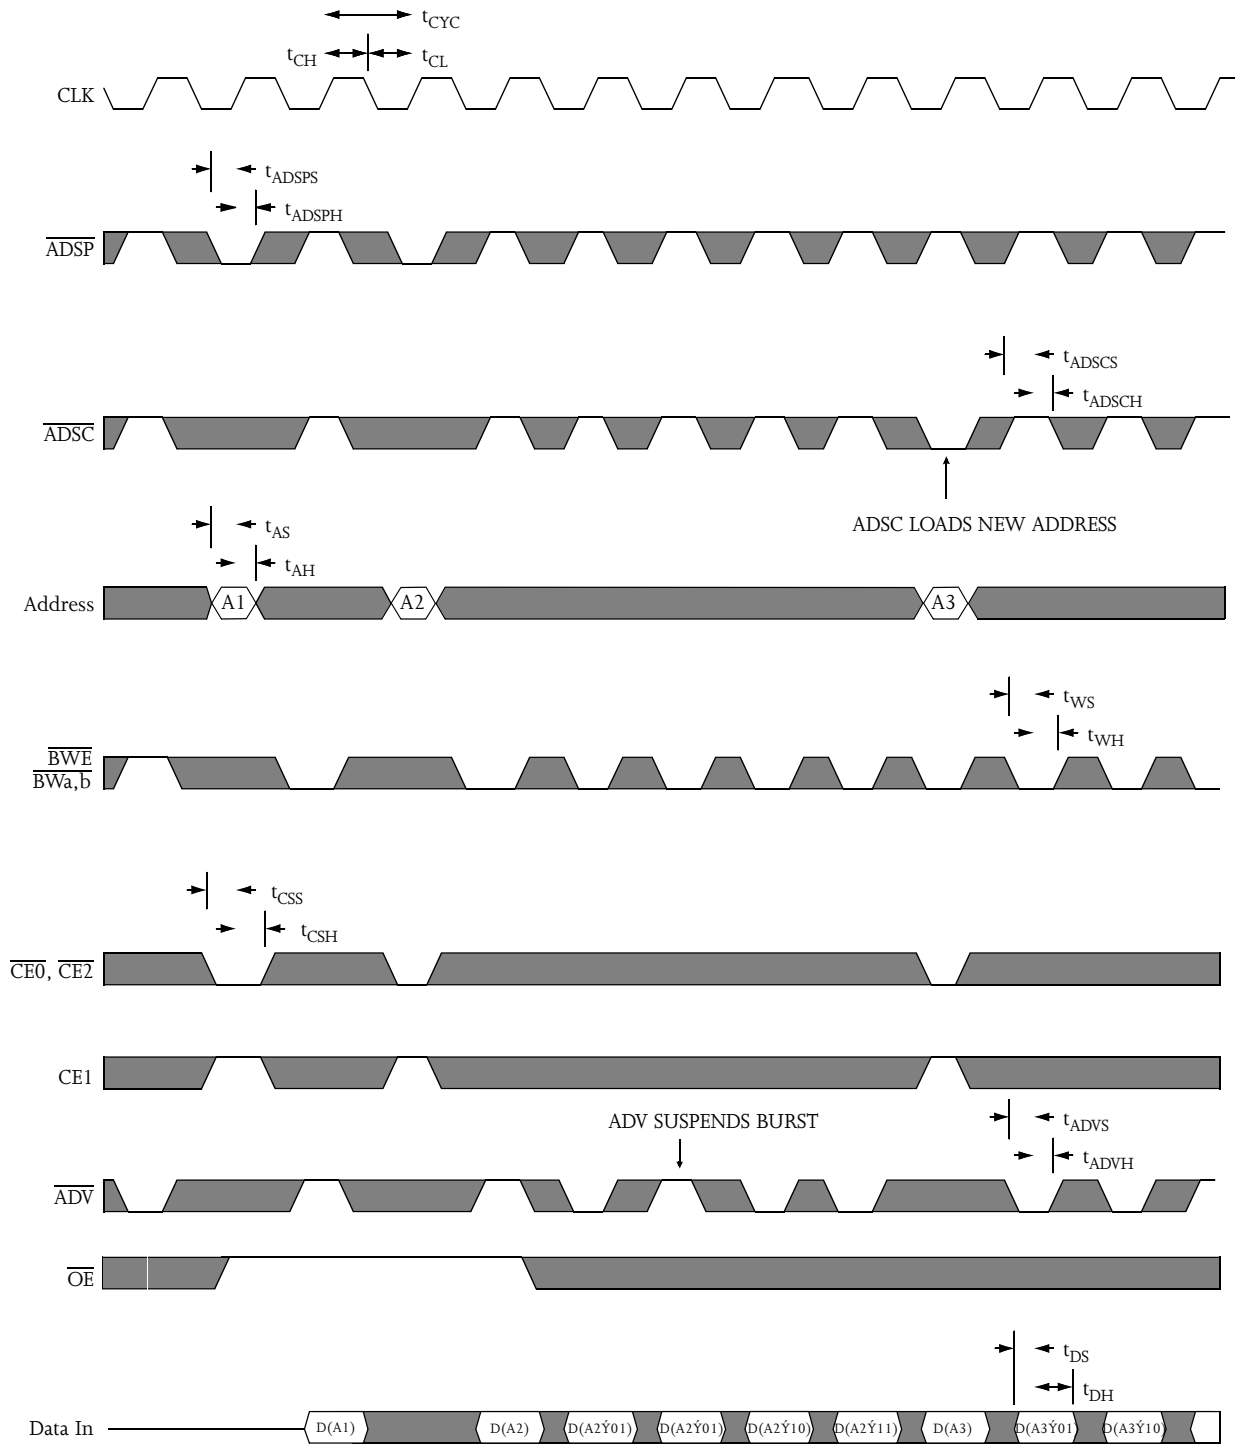 tCYC
tCH tCL
CLK
tADSPS
tADSPH
ADSP
tADSCS
tADSCH
ADSC
ADSC LOADS NEW ADDRESS
tAS
tAH
Address A1 A2 A3
tWS
tWH
BWE
BWa,b
tCSS
tCSH
CE0, CE2
CE1
ADV SUSPENDS BURST
tADVS
tADVH
ADV
OE
tDS
tDH
Data In D(A1) D(A2) D(A2Ý01) D(A2Ý01) D(A2Ý10) D(A2Ý11) D(A3) D(A3Ý01) D(A3Ý10)